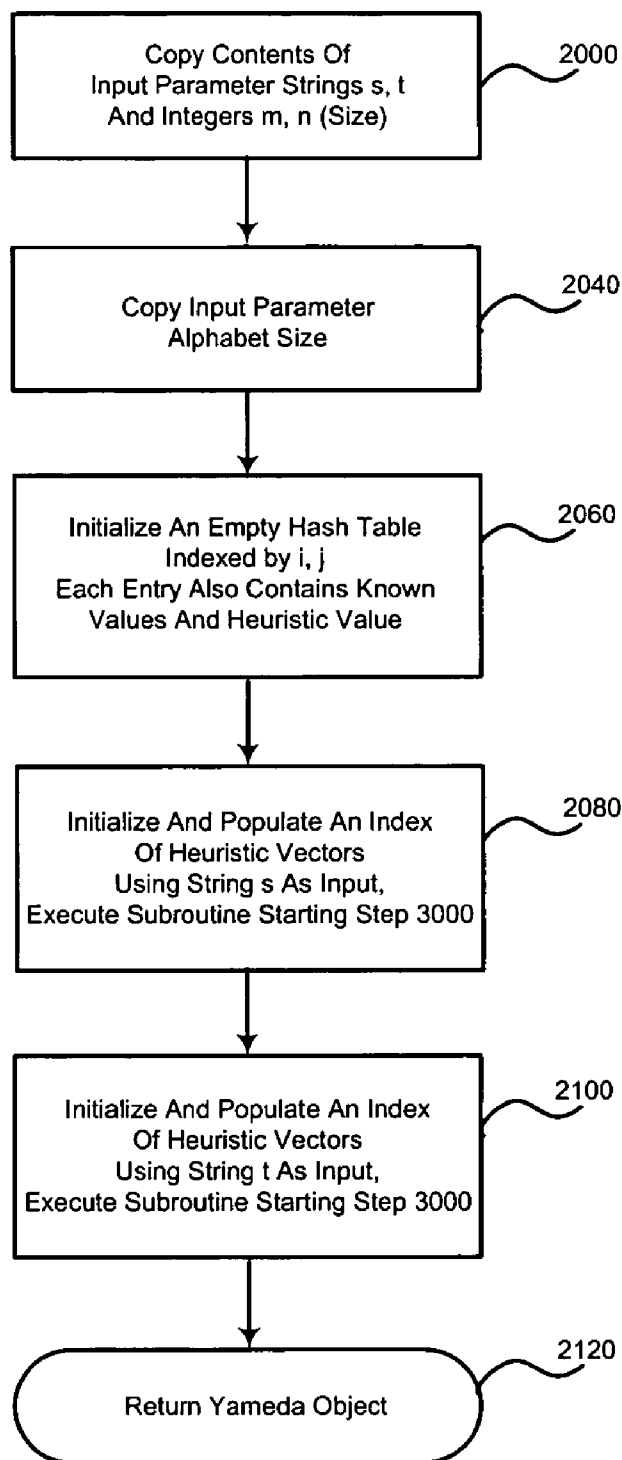 Copy Contents Of
Input Parameter Strings s, t
And Integers m, n (Size)
2000
Copy Input Parameter
Alphabet Size
2040
Initialize An Empty Hash Table
Indexed by i, j
Each Entry Also Contains Known
Values And Heuristic Value
2060
Initialize And Populate An Index
Of Heuristic Vectors
Using String s As Input,
Execute Subroutine Starting Step 3000
2080
Initialize And Populate An Index
Of Heuristic Vectors
Using String t As Input,
Execute Subroutine Starting Step 3000
2100
Return Yameda Object
2120